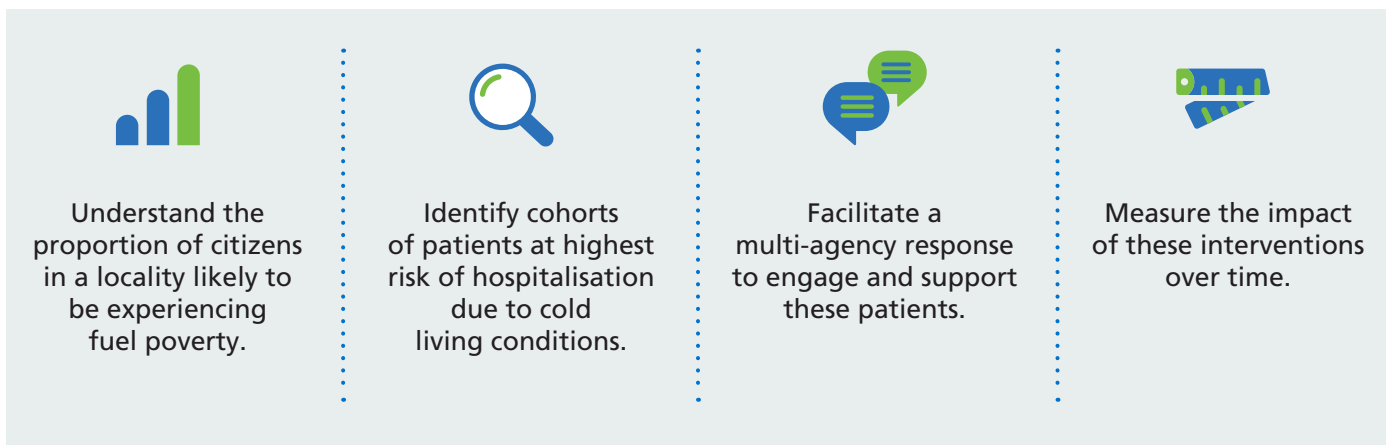 Understand the
proportion of citizens
in a locality likely to
be experiencing
fuel poverty.
Identify cohorts
of patients at highest
risk of hospitalisation
due to cold
living conditions.
Facilitate a
multi-agency response
to engage and support
these patients.
Measure the impact
of these interventions
over time.